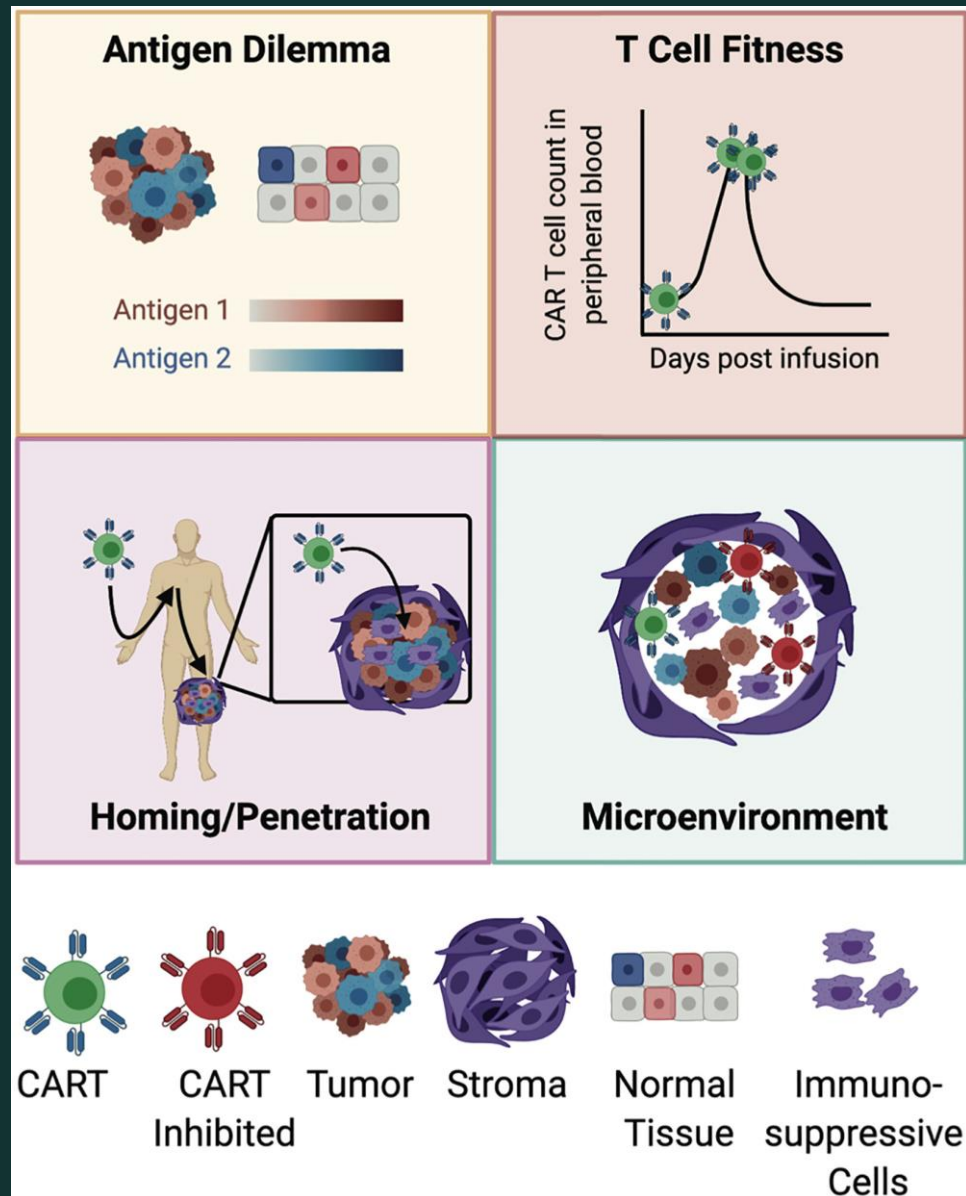 Antigen Dilemma
Antigen 1
Antigen 2
T Cell Fitness
CAR T cell count in
peripheral blood
Days post infusion
Homing/Penetration
Microenvironment
CART
CART
Inhibited
Tumor
Stroma
Normal
Tissue
Immuno-
suppressive
Cells